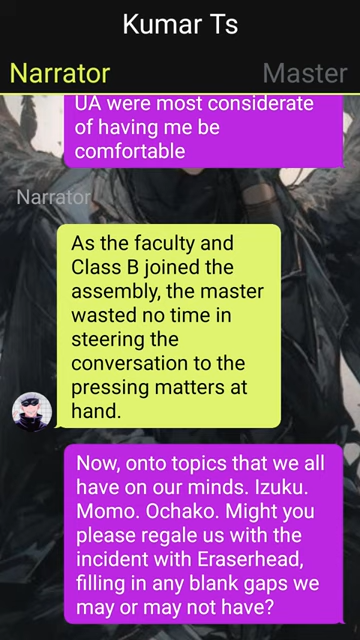 Kumar Ts
Narrator Master
UA were most considerate
of having me be
comfortable
Narrator
As the faculty and
Class B joined the
assembly, the master
wasted no time in
steering the
conversation to the
pressing matters at
hand.
Now, onto topics that we all
have on our minds. Izuku.
Momo. Ochako. Might you
please regale us with the
incident with Eraserhead,
filling in any blank gaps we
may or may not have?